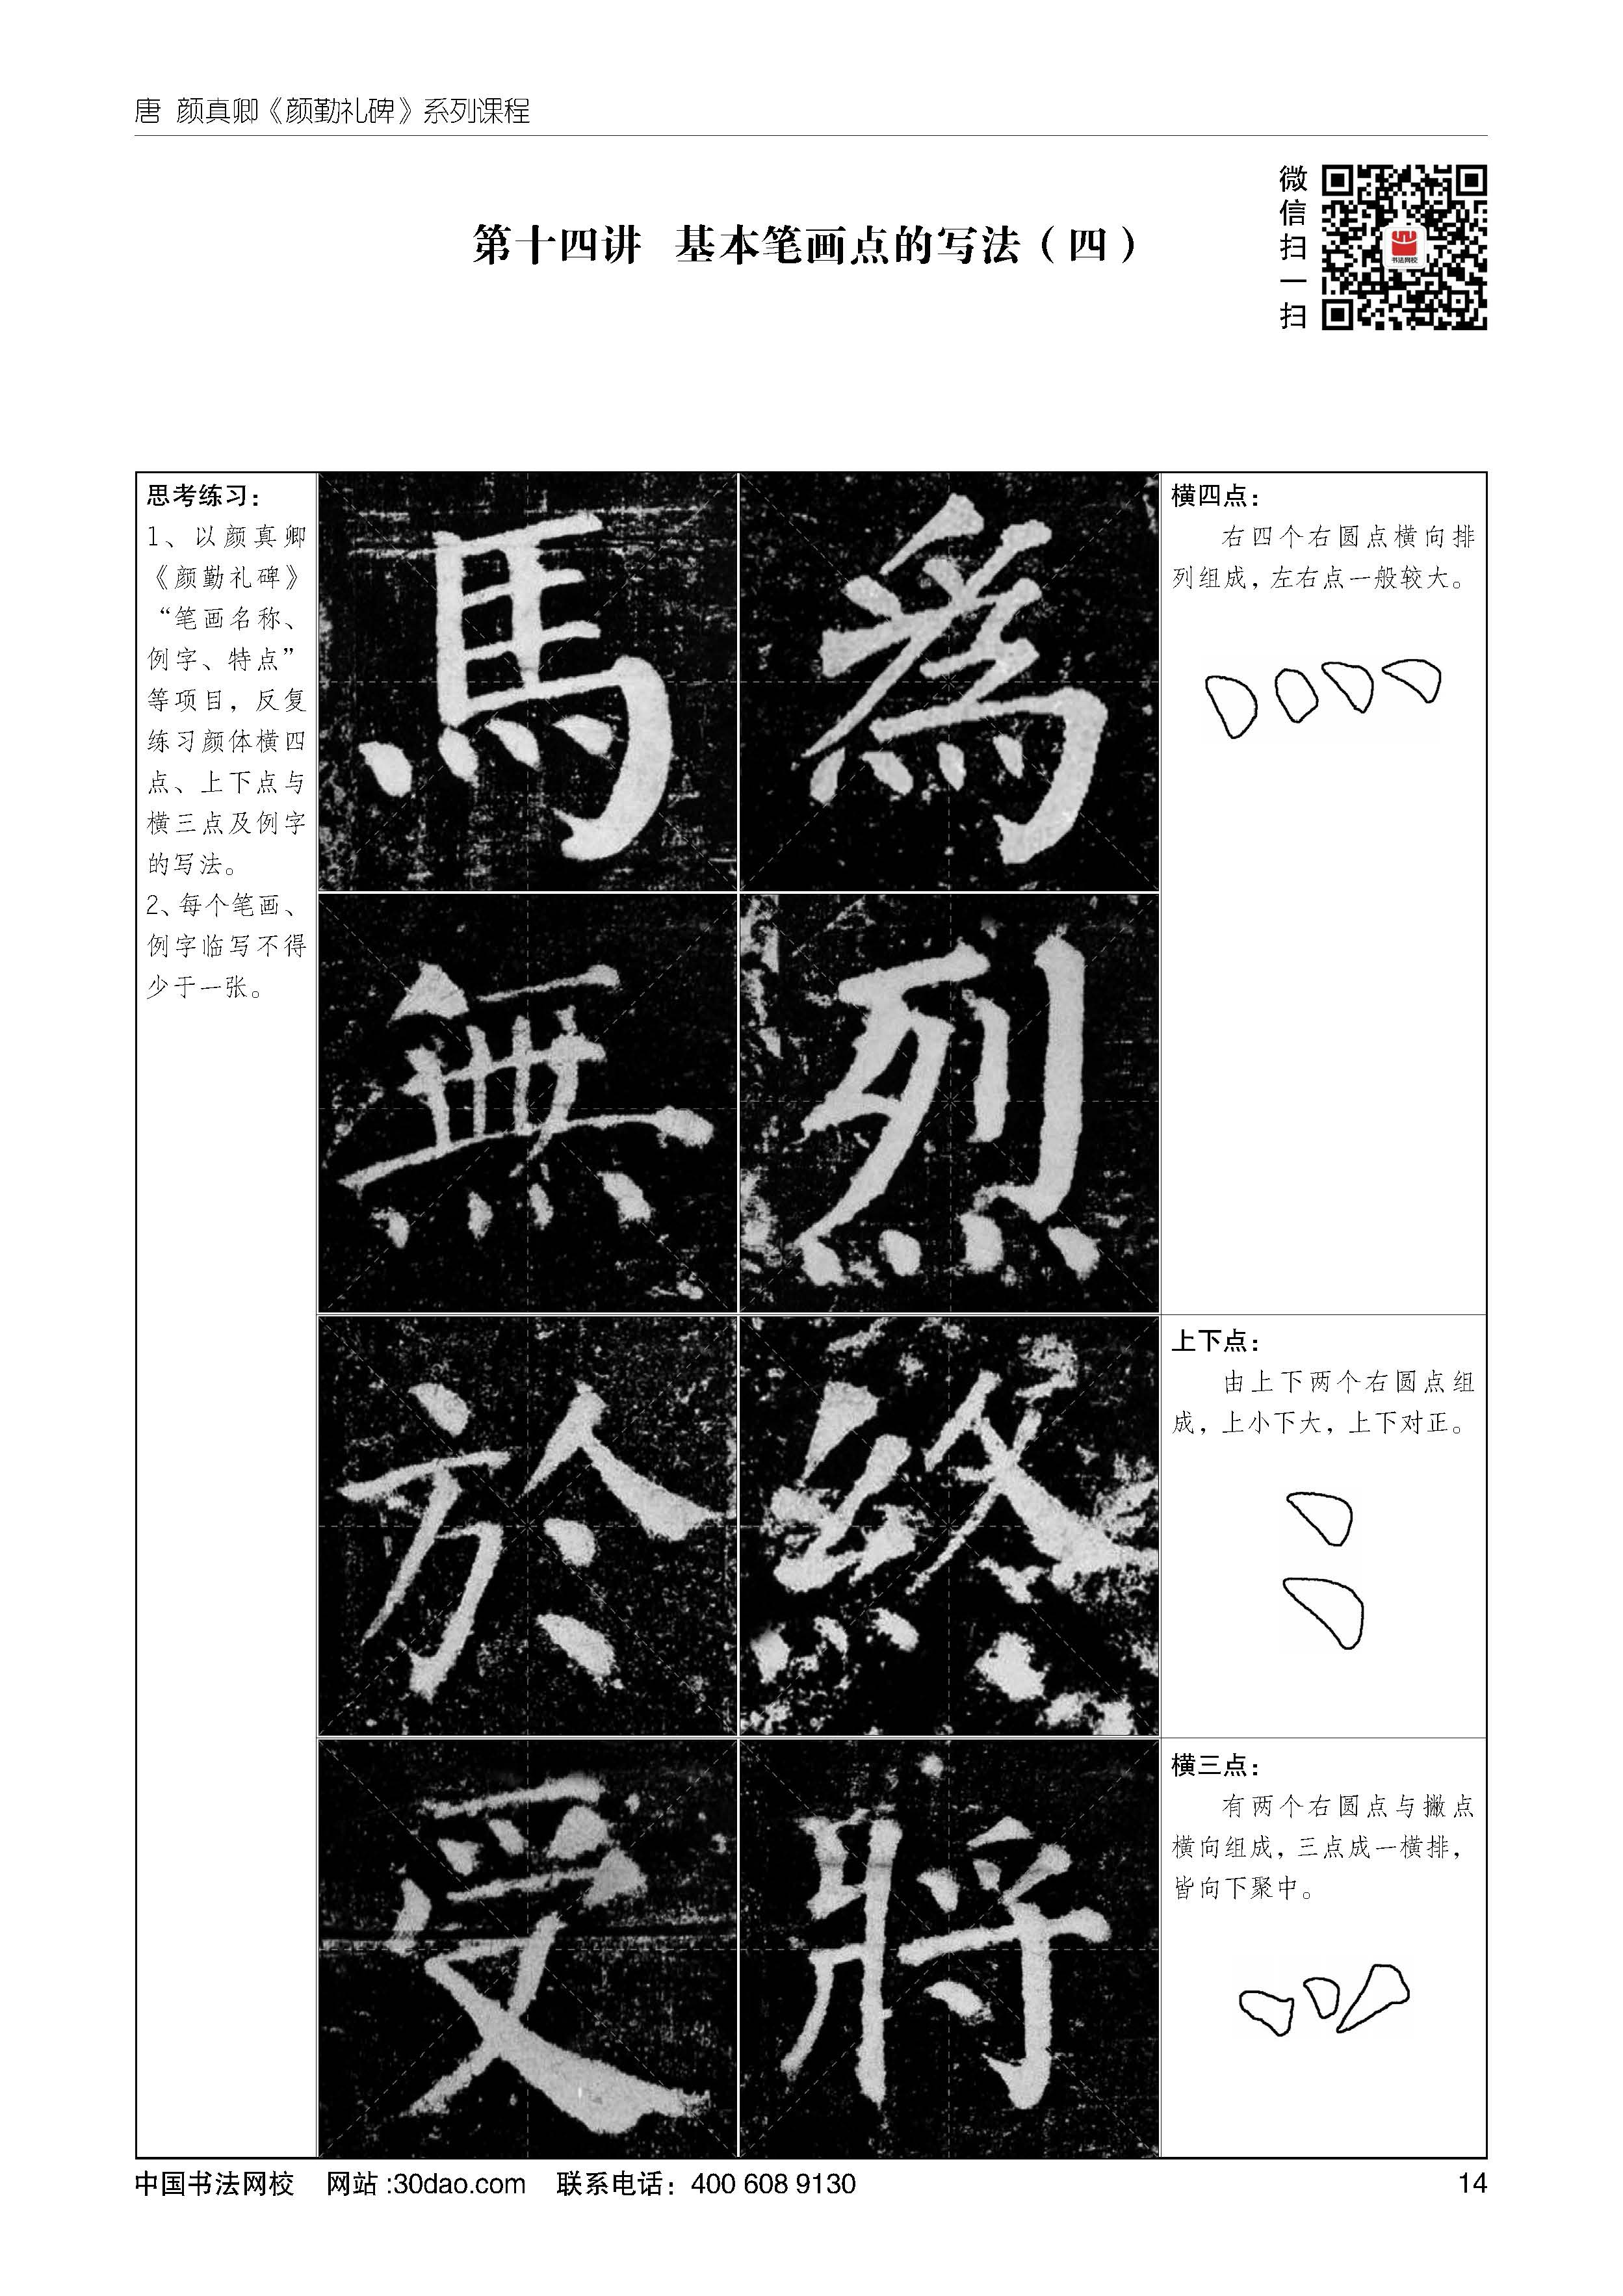 唐 颜真卿《颜勤礼碑》系列课程
微信扫一扫
书法网校
第十四讲 基本笔画点的写法（四）
思考练习：
1、以颜真卿
《颜勤礼碑》
“笔画名称、
例字、特点”
等项目，反复
练习颜体横四
点、上下点与
横三点及例字
的写法。
2、每个笔画、
例字临写不得
少于一张。
馬 為
無 烈
於 終
受 將
横四点：
右四个右圆点横向排
列组成，左右点一般较大。
上下点：
由上下两个右圆点组
成，上小下大，上下对正。
横三点：
有两个右圆点与撇点
横向组成，三点成一横排，
皆向下聚中。
中国书法网校 网站:30dao.com 联系电话：400 608 9130
14